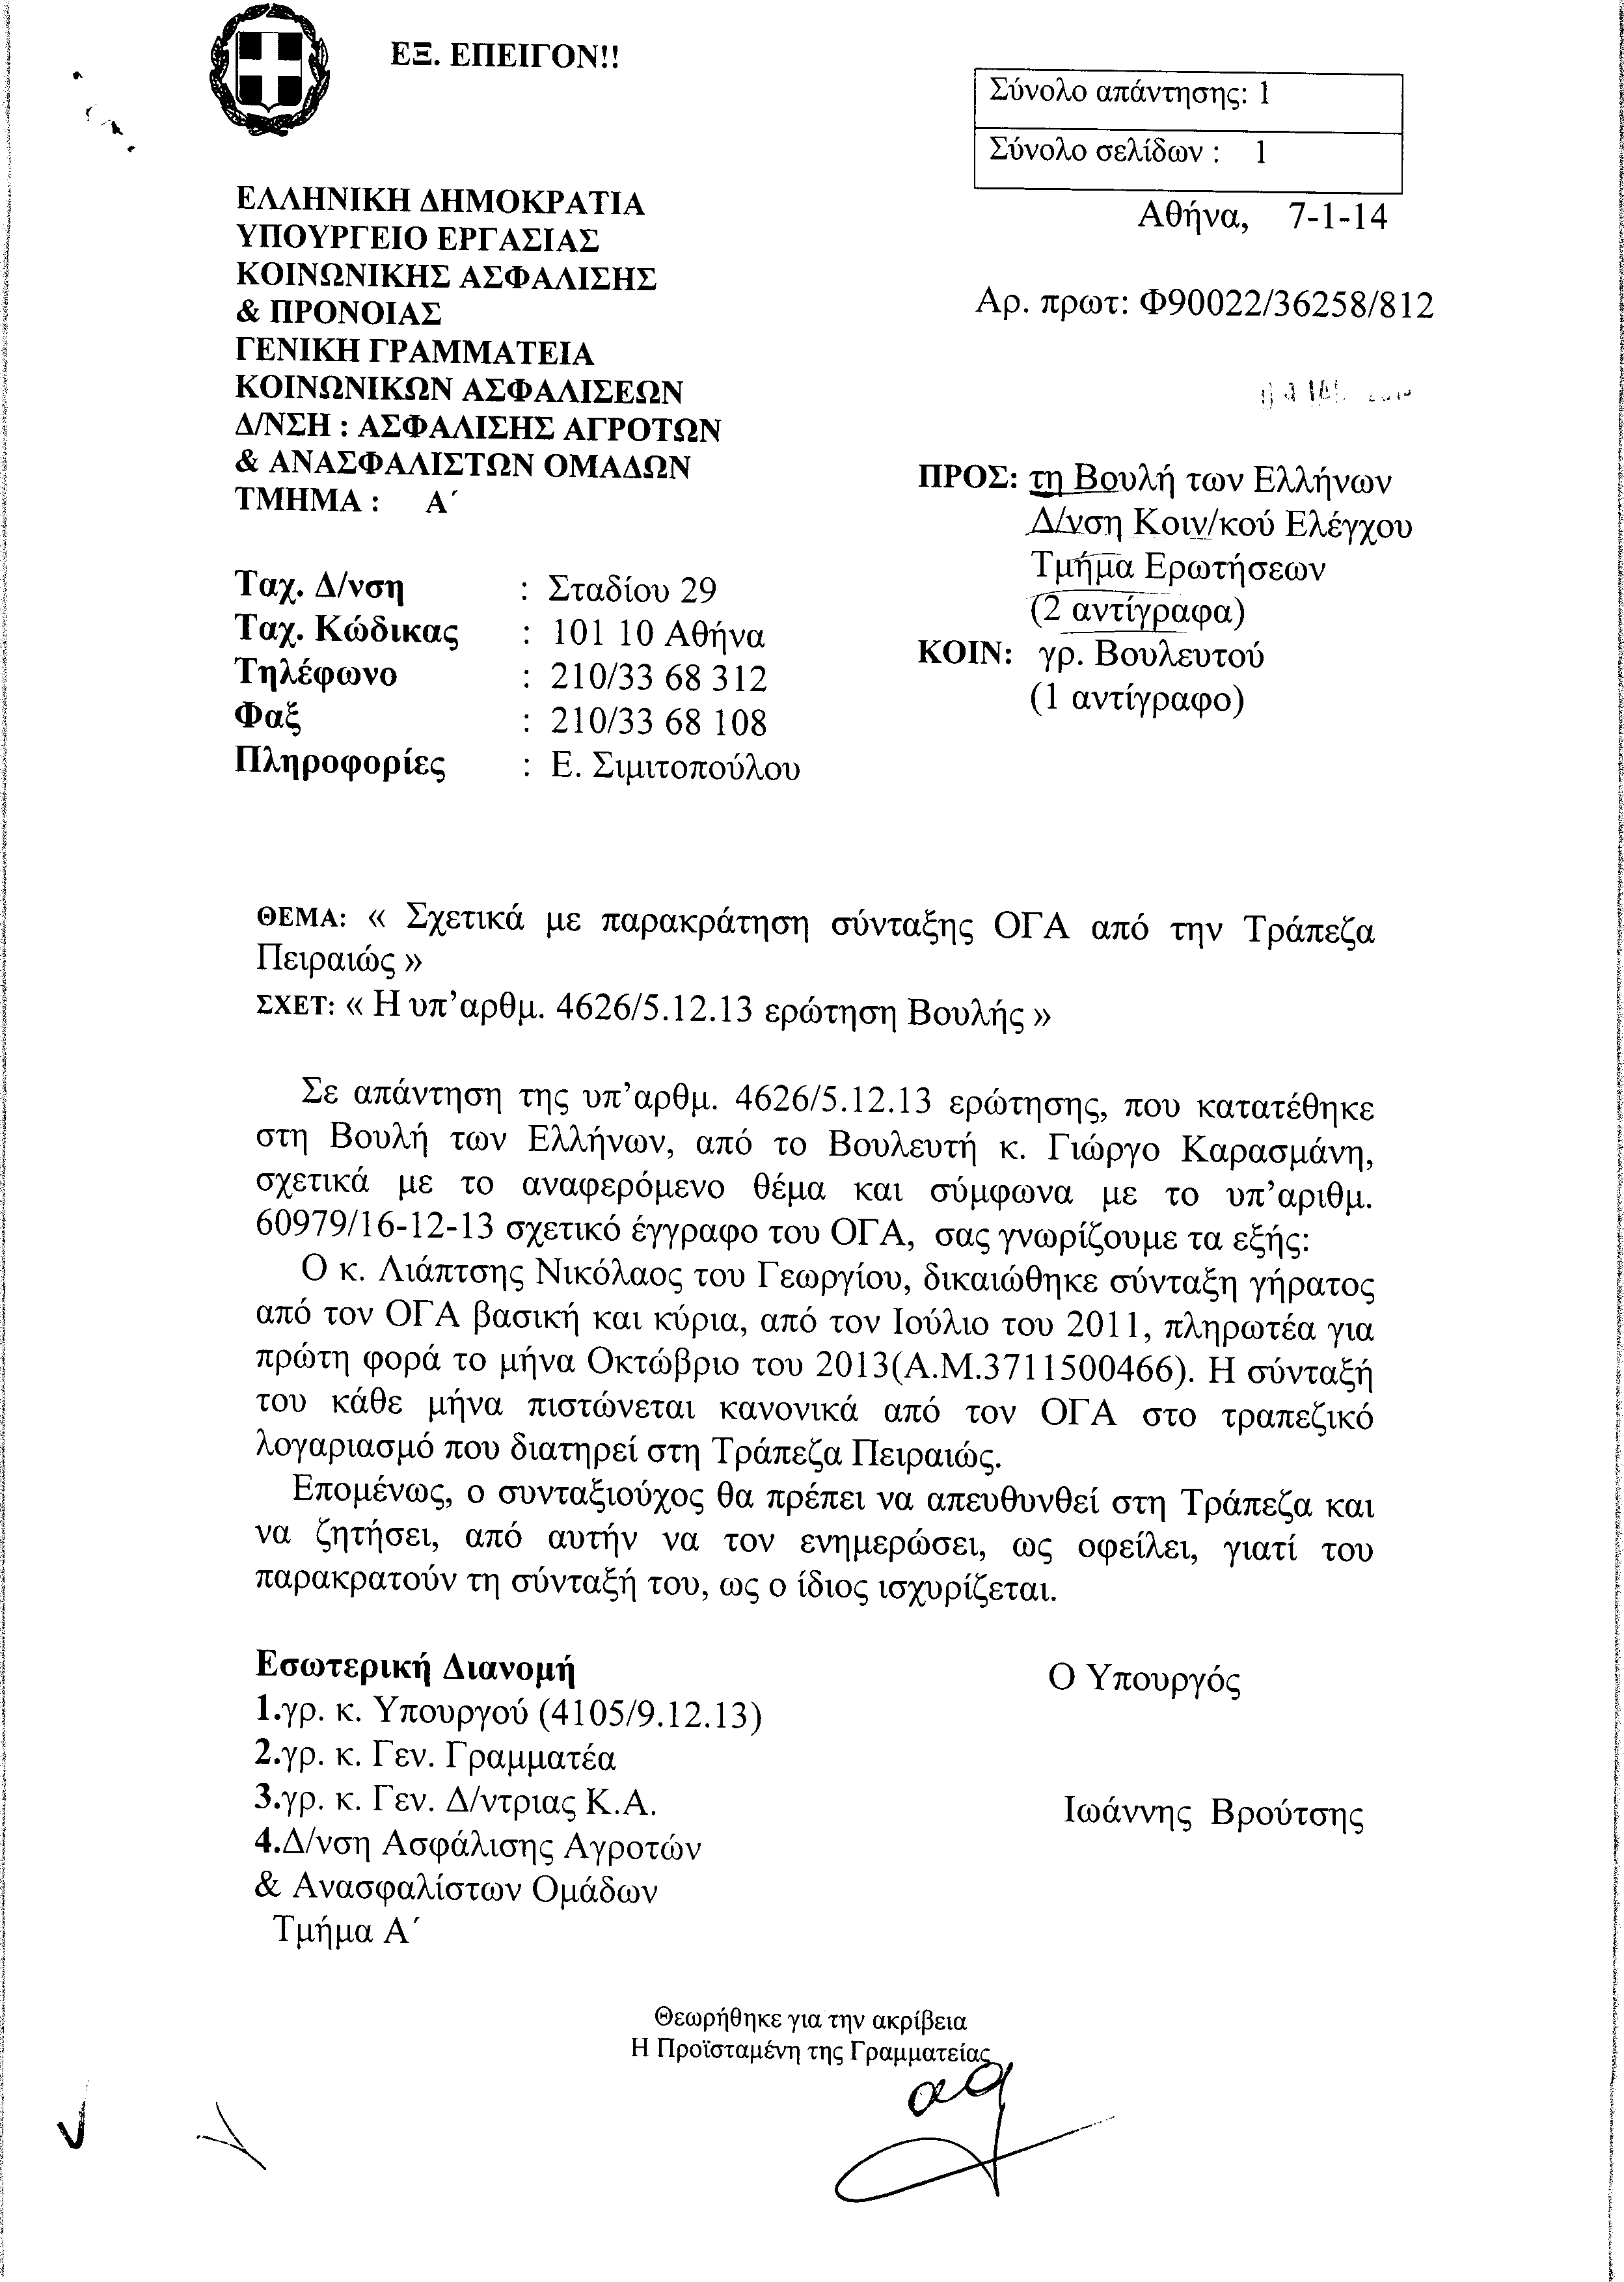 ΕΞ. ΕΠΕΙΓΟΝ!!
Σύνολο απάντησης: 1
Σύνολο σελίδων : 1
ΕΛΛΗΝΙΚΗ ΔΗΜΟΚΡΑΤΙΑ
ΥΠΟΥΡΓΕΙΟ ΕΡΓΑΣΙΑΣ
ΚΟΙΝΩΝΙΚΗΣ ΑΣΦΑΛΙΣΗΣ
& ΠΡΟΝΟΙΑΣ
ΓΕΝΙΚΗ ΓΡΑΜΜΑΤΕΙΑ
ΚΟΙΝΩΝΙΚΩΝ ΑΣΦΑΛΙΣΕΩΝ
Δ/ΝΣΗ : ΑΣΦΑΛΙΣΗΣ ΑΓΡΟΤΩΝ
& ΑΝΑΣΦΑΛΙΣΤΩΝ ΟΜΑΔΩΝ
ΤΜΗΜΑ : Α΄
Αθήνα, 7-1-14
Αρ. πρωτ: Φ90022/36258/812
Ταχ. Δ/νση : Σταδίου 29
Ταχ. Κώδικας : 101 10 Αθήνα
Τηλέφωνο : 210/33 68 312
Φαξ : 210/33 68 108
Πληροφορίες : Ε. Σιμιτοπούλου
ΠΡΟΣ: τη Βουλή των Ελλήνων
Δ/νση Κοιν/κού Ελέγχου
Τμήμα Ερωτήσεων
(2 αντίγραφα)
ΚΟΙΝ: γρ. Βουλευτού
(1 αντίγραφο)
ΘΕΜΑ: « Σχετικά με παρακράτηση σύνταξης ΟΓΑ από την Τράπεζα
Πειραιώς »
ΣΧΕΤ: « Η υπ’αρθμ. 4626/5.12.13 ερώτηση Βουλής »
Σε απάντηση της υπ’αρθμ. 4626/5.12.13 ερώτησης, που κατατέθηκε
στη Βουλή των Ελλήνων, από το Βουλευτή κ. Γιώργο Καρασμάνη,
σχετικά με το αναφερόμενο θέμα και σύμφωνα με το υπ’αριθμ.
60979/16-12-13 σχετικό έγγραφο του ΟΓΑ, σας γνωρίζουμε τα εξής:
Ο κ. Λιάπτσης Νικόλαος του Γεωργίου, δικαιώθηκε σύνταξη γήρατος
από τον ΟΓΑ βασική και κύρια, από τον Ιούλιο του 2011, πληρωτέα για
πρώτη φορά το μήνα Οκτώβριο του 2013(Α.Μ.3711500466). Η σύνταξή
του κάθε μήνα πιστώνεται κανονικά από τον ΟΓΑ στο τραπεζικό
λογαριασμό που διατηρεί στη Τράπεζα Πειραιώς.
Επομένως, ο συνταξιούχος θα πρέπει να απευθυνθεί στη Τράπεζα και
να ζητήσει, από αυτήν να τον ενημερώσει, ως οφείλει, γιατί του
παρακρατούν τη σύνταξή του, ως ο ίδιος ισχυρίζεται.
Εσωτερική Διανομή
1.γρ. κ. Υπουργού (4105/9.12.13)
2.γρ. κ. Γεν. Γραμματέα
3.γρ. κ. Γεν. Δ/ντριας Κ.Α.
4.Δ/νση Ασφάλισης Αγροτών
& Ανασφαλίστων Ομάδων
Τμήμα Α΄
Ο Υπουργός
Ιωάννης Βρούτσης
Θεωρήθηκε για την ακρίβεια
Η Προϊσταμένη της Γραμματείας